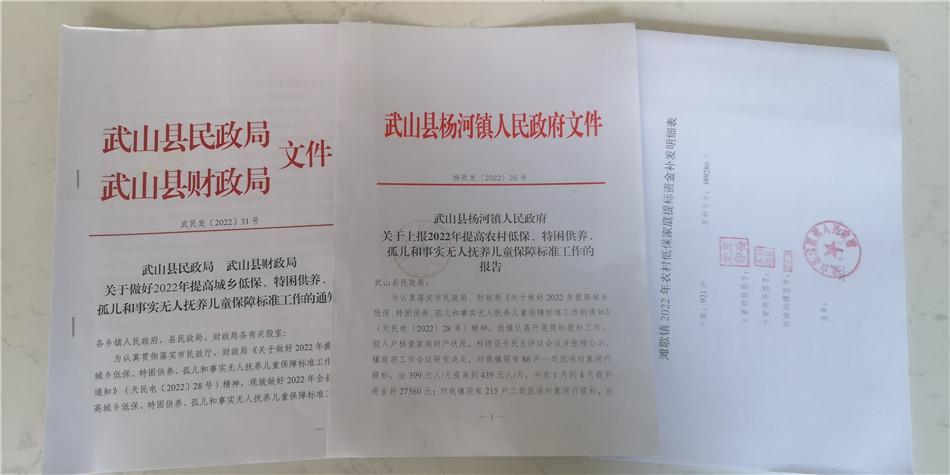 武山县民政局
武山县财政局
文件
武民发〔2022〕31号
武山县民政局　武山县财政局
关于做好2022年提高城乡低保、特困供养、
孤儿和事实无人抚养儿童保障标准工作的通知
各乡镇人民政府，县民政局、财政局各有关股室：
为认真贯彻落实市民政厅、财政局《关于做好2022年提
城乡低保、特困供养、孤儿和事实无人抚养儿童保障标准
通知》（天民电〔2022〕28号）精神，现就做好2022年全县
高城乡低保、特困供养、孤儿和事实无人抚养儿童保障标准工
武山县杨河镇人民政府文件
杨政发〔2022〕26号
武山县杨河镇人民政府
关于上报2022年提高农村低保、特困供养、
孤儿和事实无人抚养儿童保障标准工作的
报告
武山县民政局：
为认真落实市民政局、财政局《关于做好2022年提高城乡
低保、特困供养、孤儿和事实无人抚养儿童保障标准工作的通知》
（天民电〔2022〕28号）精神，我镇认真开展提标提补工作，
经入户核查家庭财产状况，村级召开民主评议会议并张榜公示，
镇政府工作会议研究决定，对我镇现有86户一类低保对象进行
提标，由399元/人/月提高到439元/人/月，补发1月到4月提补
资金共27360元；对我镇现有215户二类低保对象进行提标，由
— 1 —
滩歌镇2022年农村低保家庭提标资金补发明细表
户数：921户
主要领导签字：
分管领导签字：